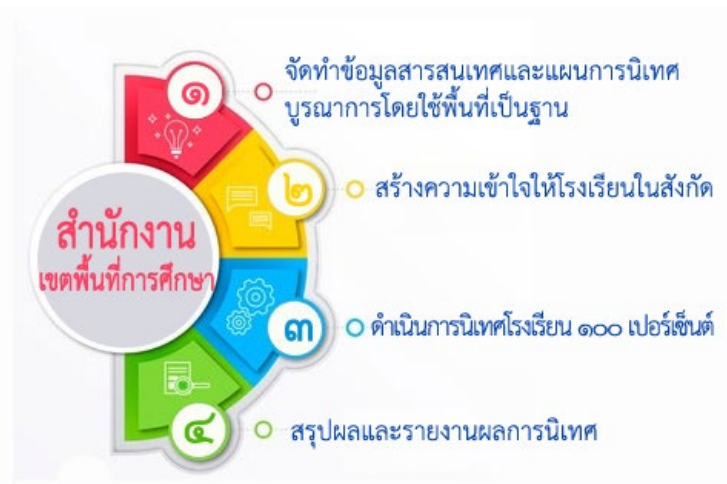 สำนักงาน
เขตพื้นที่การศึกษา
๑
จัดทำข้อมูลสารสนเทศและแผนการนิเทศ
บูรณาการโดยใช้พื้นที่เป็นฐาน
๒
สร้างความเข้าใจให้โรงเรียนในสังกัด
๓
ดำเนินการนิเทศโรงเรียน ๑๐๐ เปอร์เซ็นต์
๔
สรุปผลและรายงานผลการนิเทศ